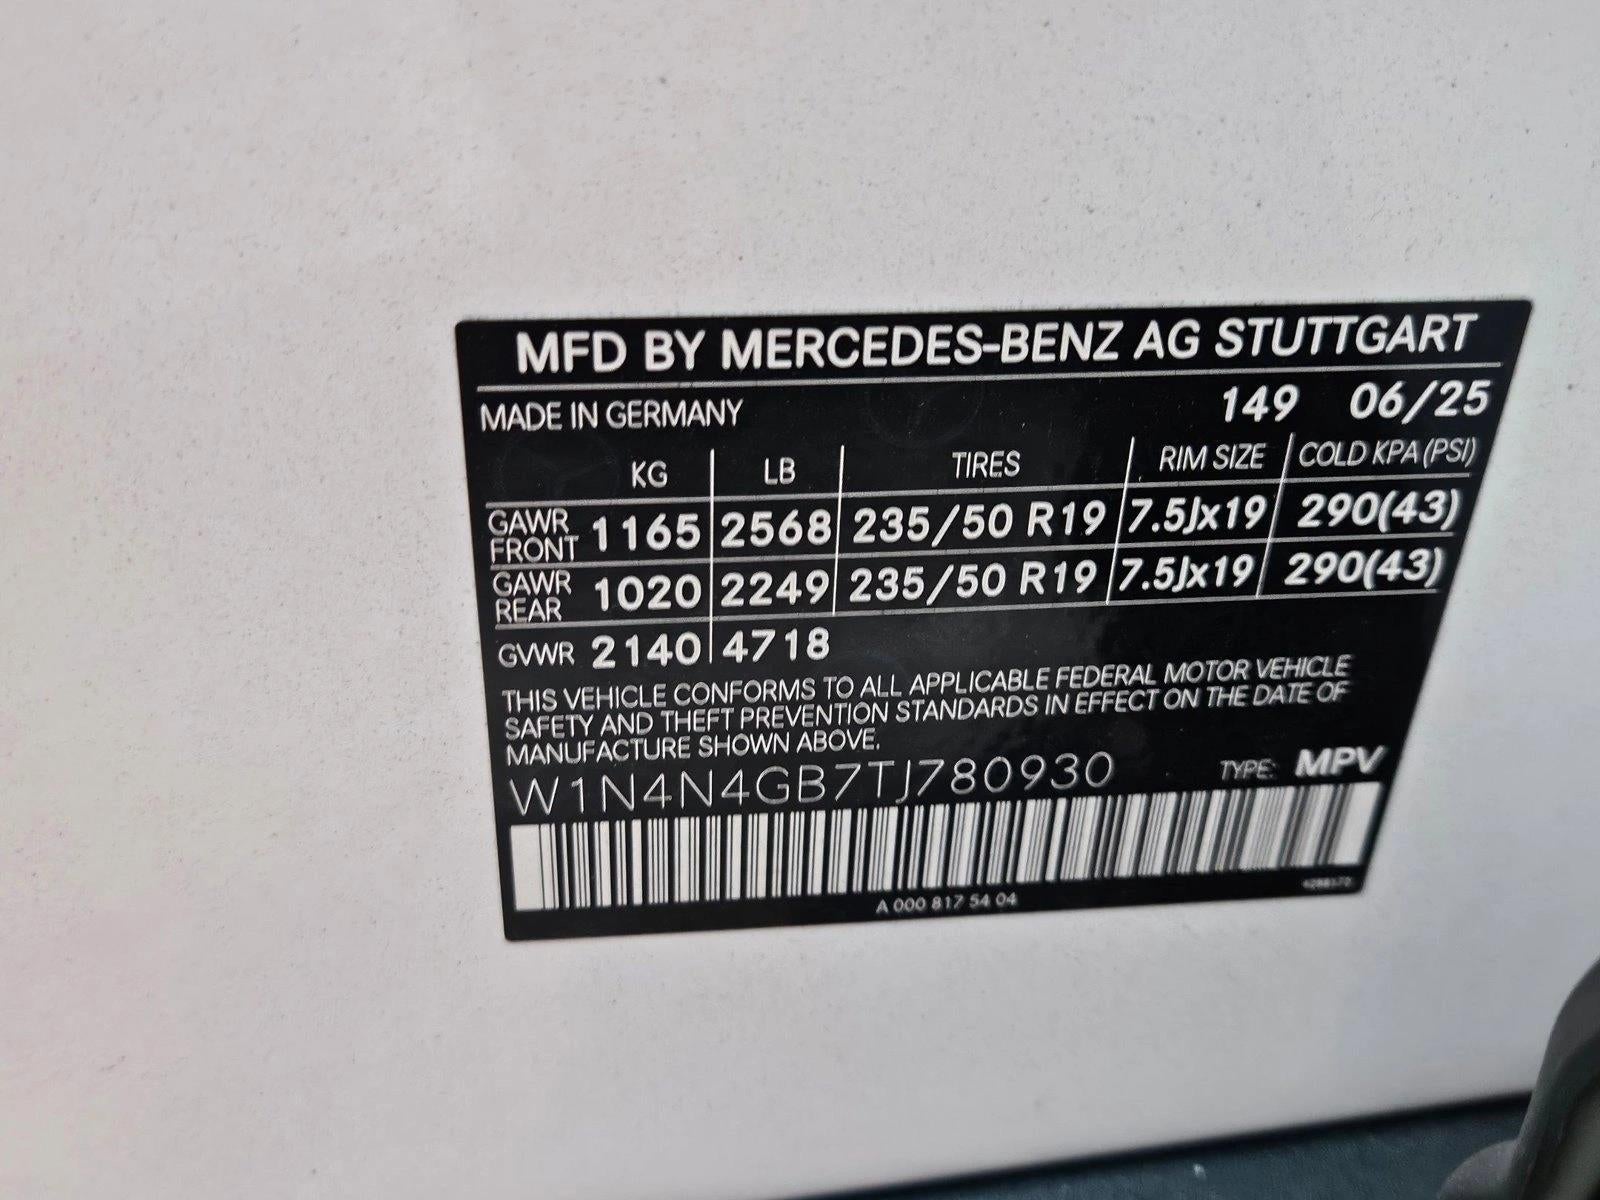 MFD BY MERCEDES-BENZ AG STUTTGART
MADE IN GERMANY 149 06/25
KG LB TIRES RIM SIZE COLD KPA (PSI)
GAWR FRONT 1165 2568 235/50 R19 7.5Jx19 290(43)
GAWR REAR 1020 2249 235/50 R19 7.5Jx19 290(43)
GVWR 2140 4718
THIS VEHICLE CONFORMS TO ALL APPLICABLE FEDERAL MOTOR VEHICLE
SAFETY AND THEFT PREVENTION STANDARDS IN EFFECT ON THE DATE OF
MANUFACTURE SHOWN ABOVE.
W1N4N4GB7TJ780930 TYPE: MPV
A 000 817 54 04